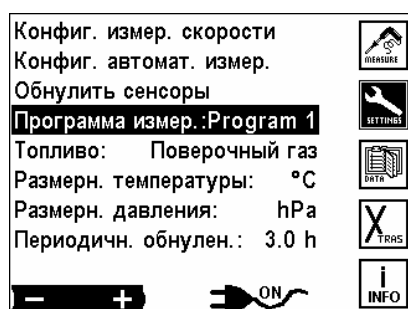 Конфиг. измер. скорости
Конфиг. автомат. измер.
Обнулить сенсоры
Программа измер.:Program 1
Топливо: Поверочный газ
Размерн. температуры: °C
Размерн. давления: hPa
Периодичн. обнулен.: 3.0 h
− + ON
MEASURE
SETTINGS
DATA
XTRAS
i
INFO